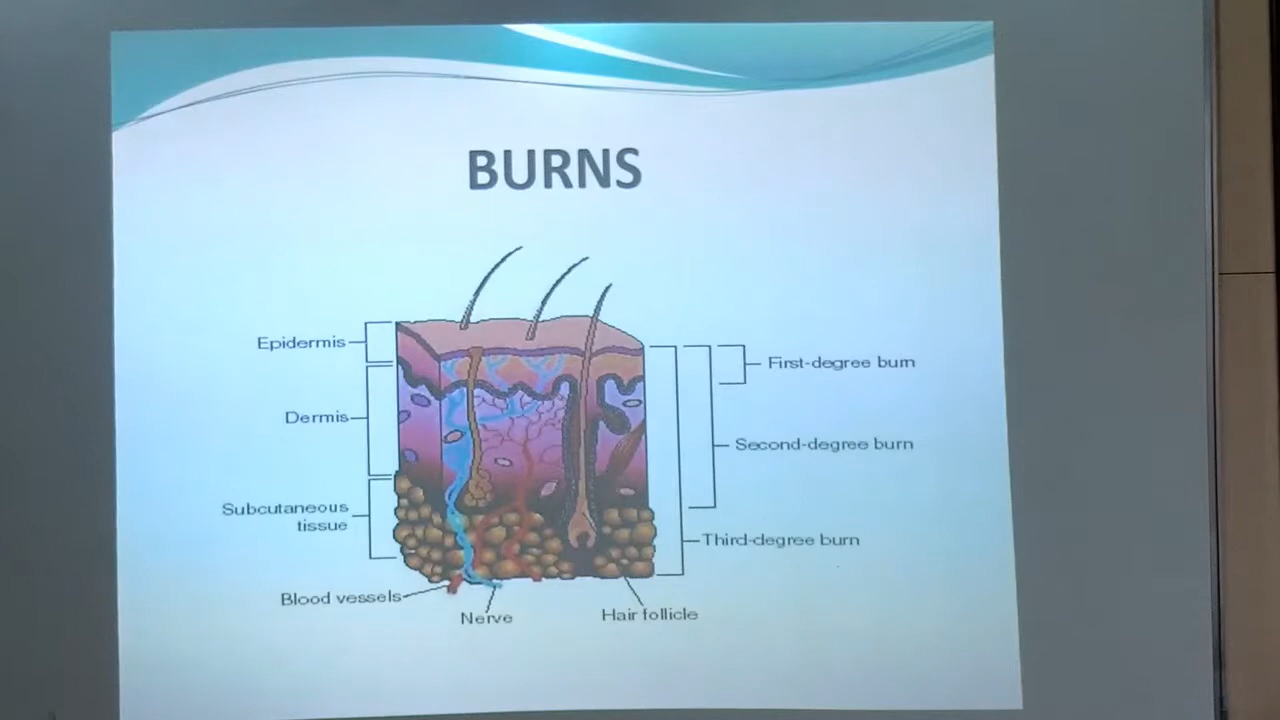 BURNS
Epidermis
Dermis
Subcutaneous
tissue
Blood vessels
Nerve
Hair follicle
First-degree burn
Second-degree burn
Third-degree burn